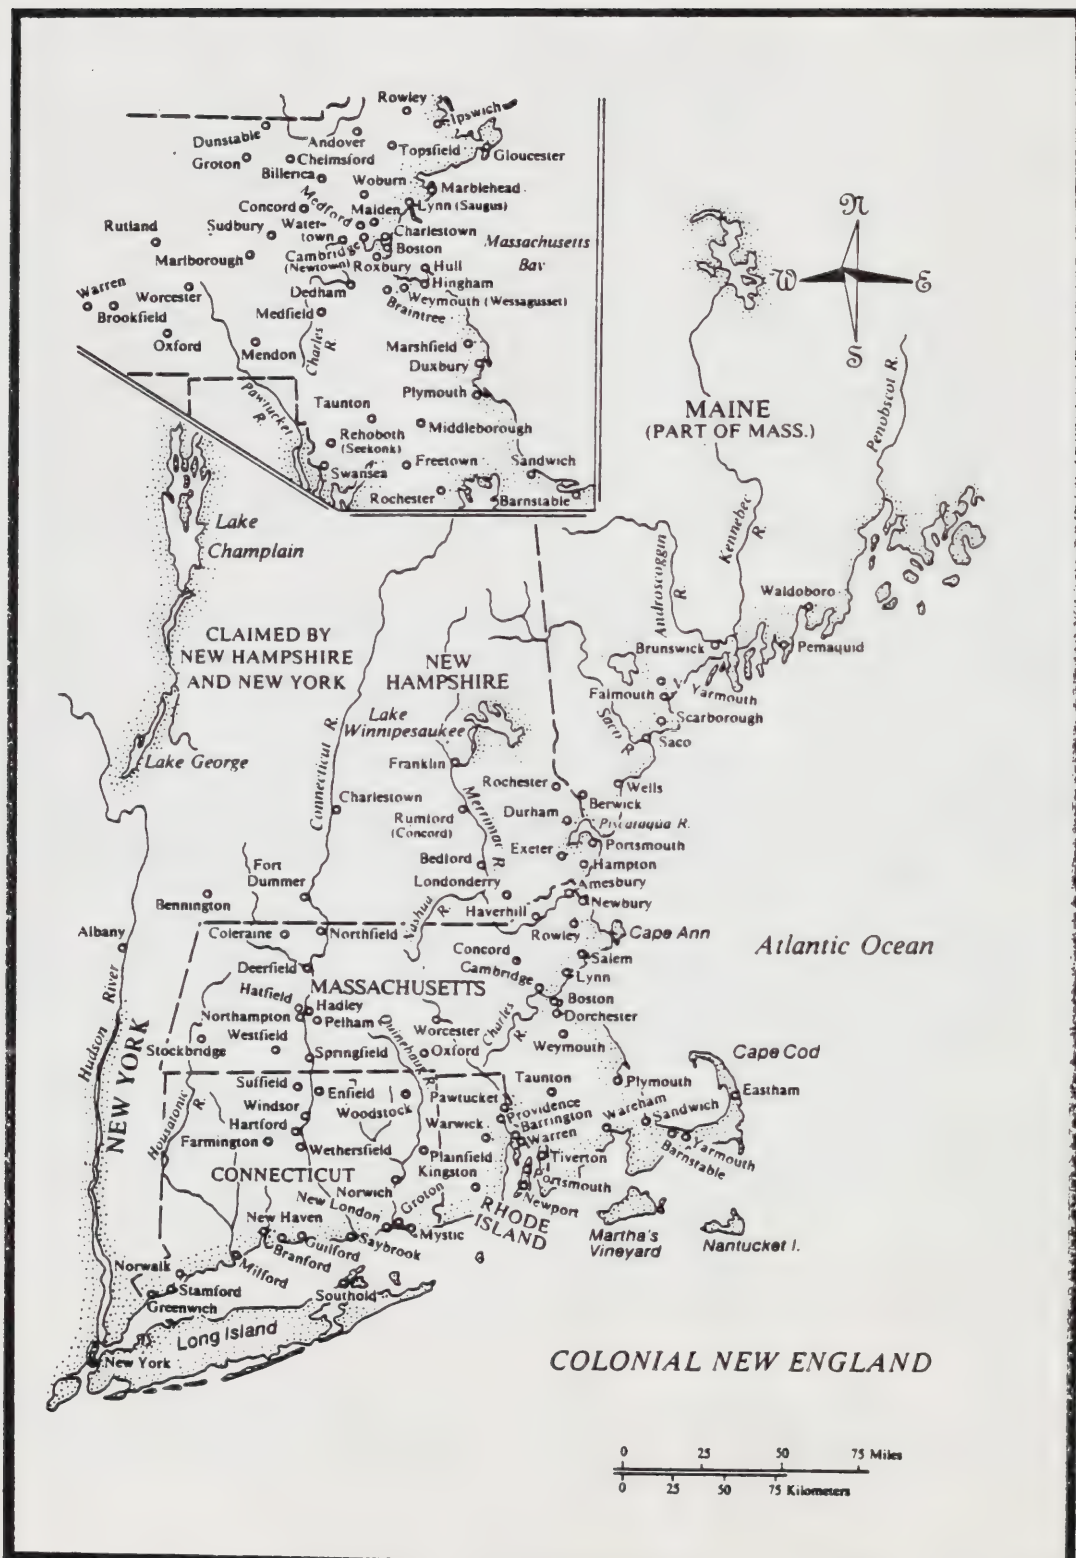 Rowley
Ipswich
Dunstable
Andover
Topsfield
Gloucester
Groton
Chelmsford
Billerica
Woburn
Marblehead
Medford
Malden
Lynn (Saugus)
Concord
Rutland
Sudbury
Water-
town
Charlestown
Boston
Massachusetts
Bay
Cambridge
(Newtown)
Roxbury
Marlborough
Hull
Hingham
Dedham
Weymouth (Wessagusset)
Braintree
Warren
Worcester
Brookfield
Medfield
Oxford
Mendon
Charles
R.
Marshfield
Duxbury
Plymouth
Pawtucket
R.
Taunton
Middleborough
Rehoboth
(Seekonk)
Swansea
Freetown
Sandwich
Rochester
Barnstable
N
W
E
S
MAINE
(PART OF MASS.)
Penobscot R.
Kennebec
R.
Androscoggin
R.
Lake
Champlain
Waldoboro
CLAIMED BY
NEW HAMPSHIRE
AND NEW YORK
NEW
HAMPSHIRE
Brunswick
Pemaquid
Falmouth
Yarmouth
Scarborough
Saco R.
Saco
Lake
Winnipesaukee
Lake George
Franklin
Connecticut R.
Rochester
Wells
Berwick
Charlestown
Rumford
(Concord)
Merrimac R.
Durham
Piscataqua R.
Portsmouth
Exeter
Hampton
Bedford
Fort
Dummer
Londonderry
Amesbury
Bennington
Nashua
R.
Haverhill
Newbury
Albany
Coleraine
Northfield
Rowley
Cape Ann
Concord
Salem
Atlantic Ocean
Deerfield
Cambridge
Lynn
MASSACHUSETTS
Hatfield
Hadley
Boston
Northampton
Pelham
Quinebaug R.
Worcester
Charles
R.
Dorchester
Westfield
Stockbridge
Springfield
Oxford
Weymouth
Cape Cod
Hudson River
NEW YORK
Housatonic
R.
Suffield
Enfield
Pawtucket
Taunton
Plymouth
Eastham
Windsor
Woodstock
Providence
Wareham
Sandwich
Hartford
Barrington
Farmington
Wethersfield
Warwick
Warren
Barnstable
Yarmouth
Plainfield
Tiverton
CONNECTICUT
Kingston
Portsmouth
Norwich
Newport
New London
Groton
RHODE
ISLAND
New Haven
Mystic
Martha's
Vineyard
Nantucket I.
Saybrook
Guilford
Branford
Milford
Norwalk
Stamford
Greenwich
Southold
Long Island
New York
COLONIAL NEW ENGLAND
0 25 50 75 Miles
0 25 50 75 Kilometers